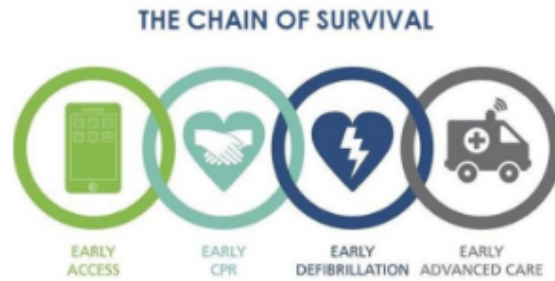 THE CHAIN OF SURVIVAL
EARLY
ACCESS
EARLY
CPR
EARLY
DEFIBRILLATION
EARLY
ADVANCED CARE